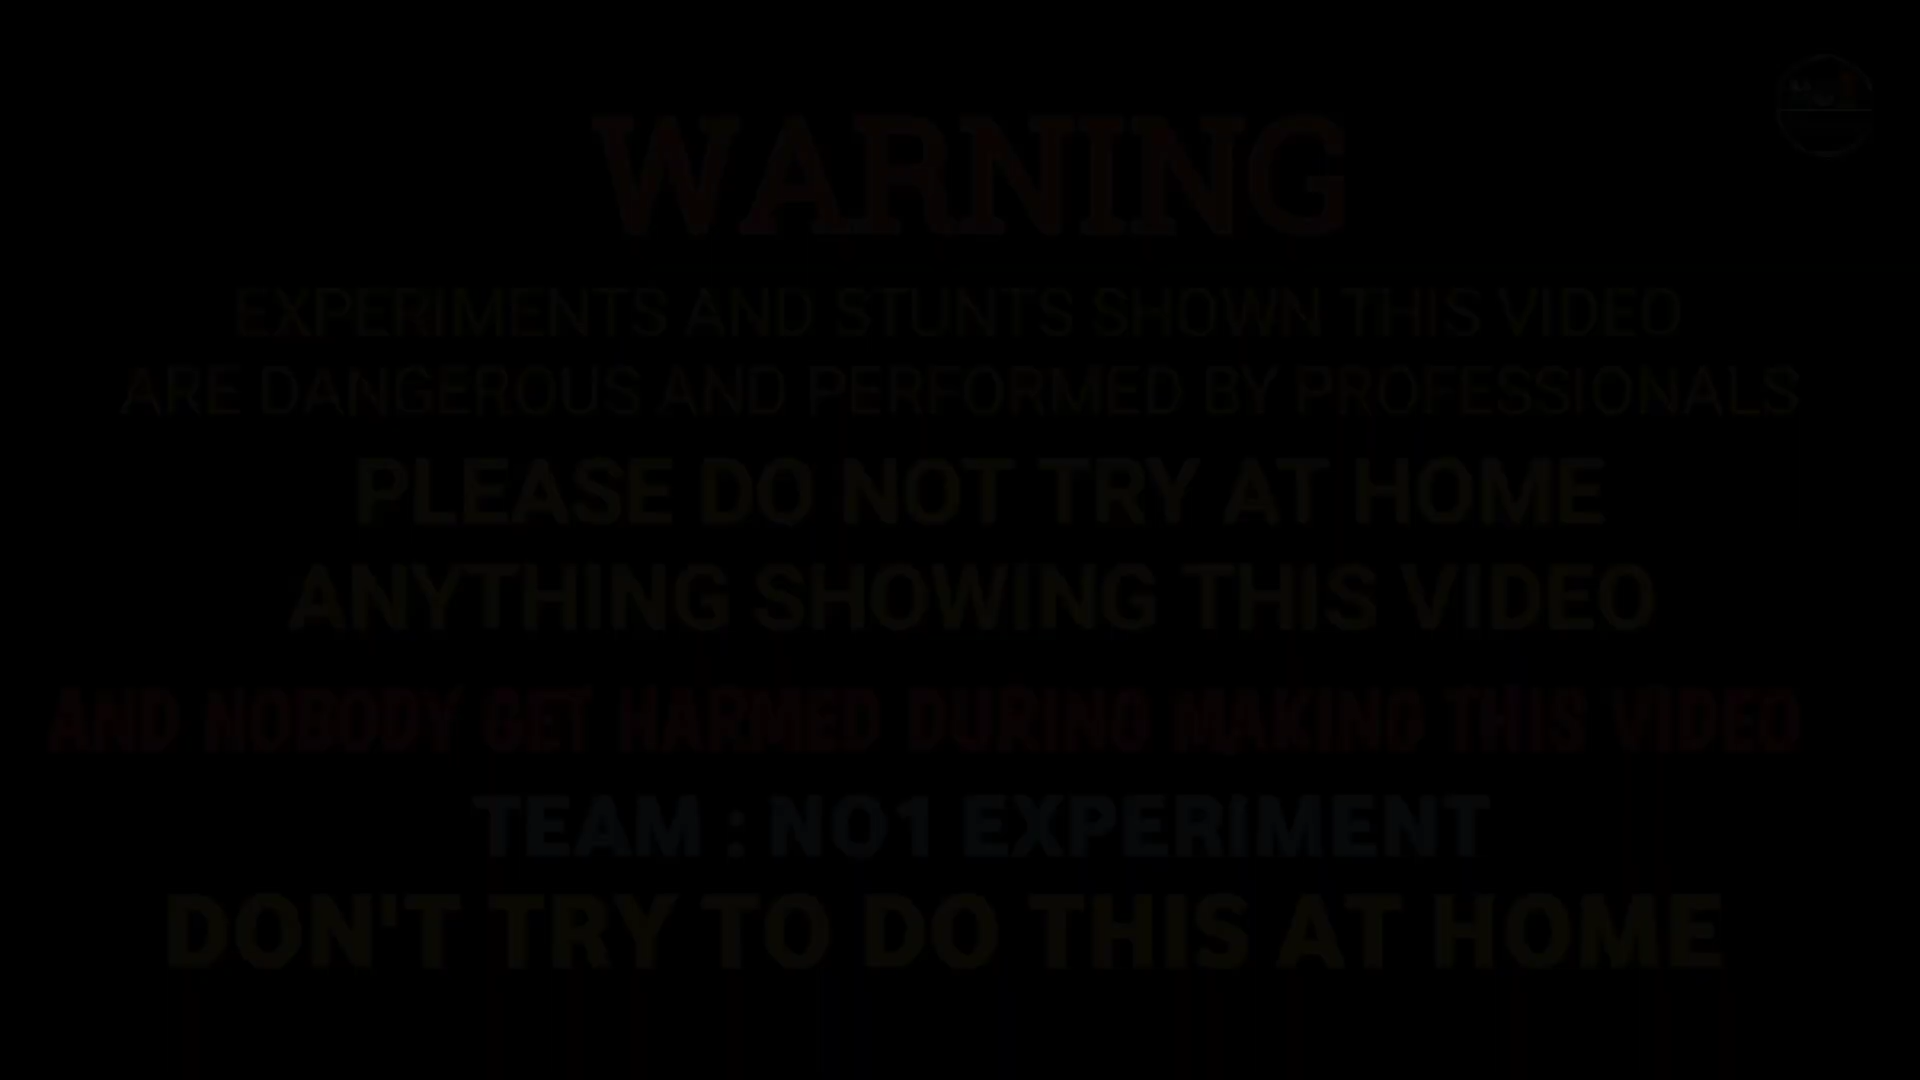 WARNING
EXPERIMENTS AND STUNTS SHOWN THIS VIDEO
ARE DANGEROUS AND PERFORMED BY PROFESSIONALS
PLEASE DO NOT TRY AT HOME
ANYTHING SHOWING THIS VIDEO
AND NOBODY GET HARMED DURING MAKING THIS VIDEO
TEAM : NO1 EXPERIMENT
DON'T TRY TO DO THIS AT HOME